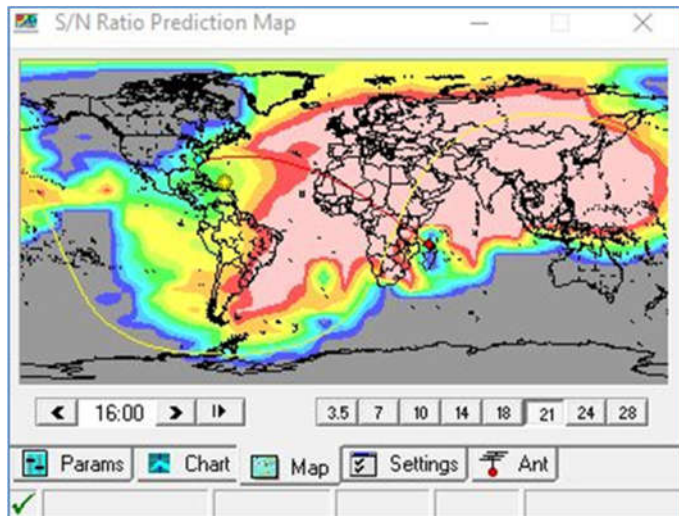 S/N Ratio Prediction Map
16:00 3.5 7 10 14 18 21 24 28
Params Chart Map Settings Ant